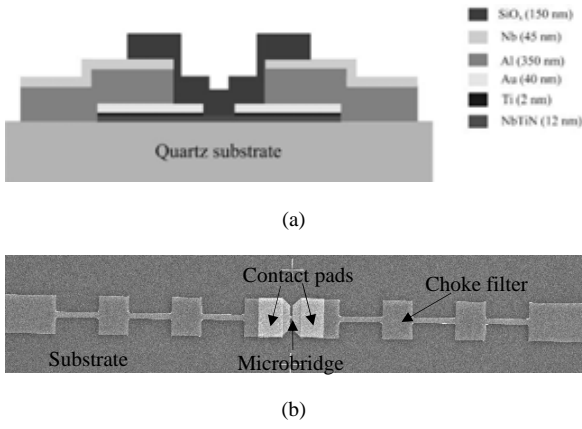 SiOx (150 nm)
Nb (45 nm)
Al (350 nm)
Au (40 nm)
Ti (2 nm)
NbTiN (12 nm)
Quartz substrate
(a)
Contact pads
Choke filter
Substrate
Microbridge
(b)